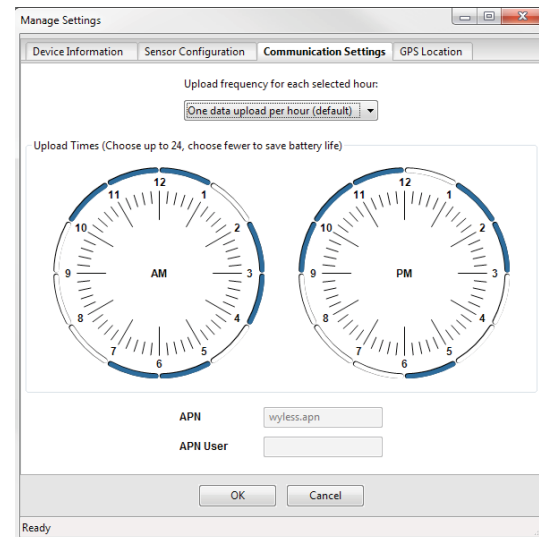 Manage Settings
Device Information Sensor Configuration Communication Settings GPS Location
Upload frequency for each selected hour:
One data upload per hour (default)
Upload Times (Choose up to 24, choose fewer to save battery life)
12
1
2
3
4
5
6
7
8
9
10
11
AM
12
1
2
3
4
5
6
7
8
9
10
11
PM
APN wyless.apn
APN User
OK Cancel
Ready